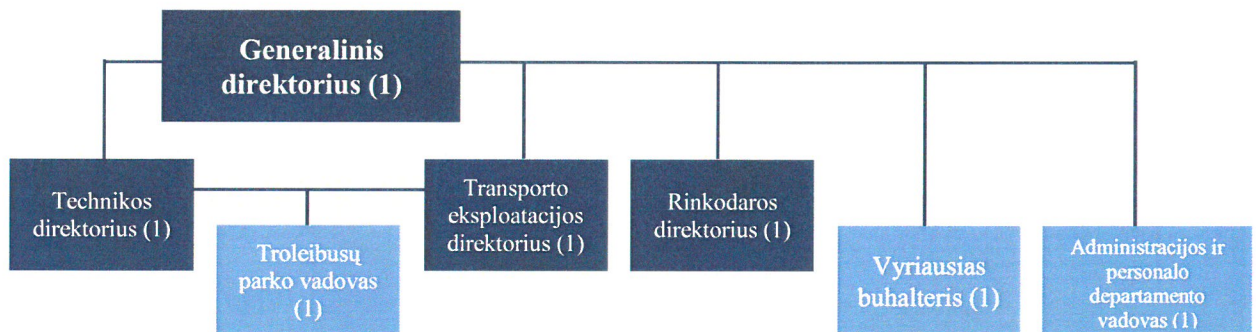 Generalinis
direktorius (1)
Technikos
direktorius (1)
Troleibusų
parko vadovas
(1)
Transporto
eksploatacijos
direktorius (1)
Rinkodaros
direktorius (1)
Vyriausias
buhalteris (1)
Administracijos ir
personalo
departamento
vadovas (1)